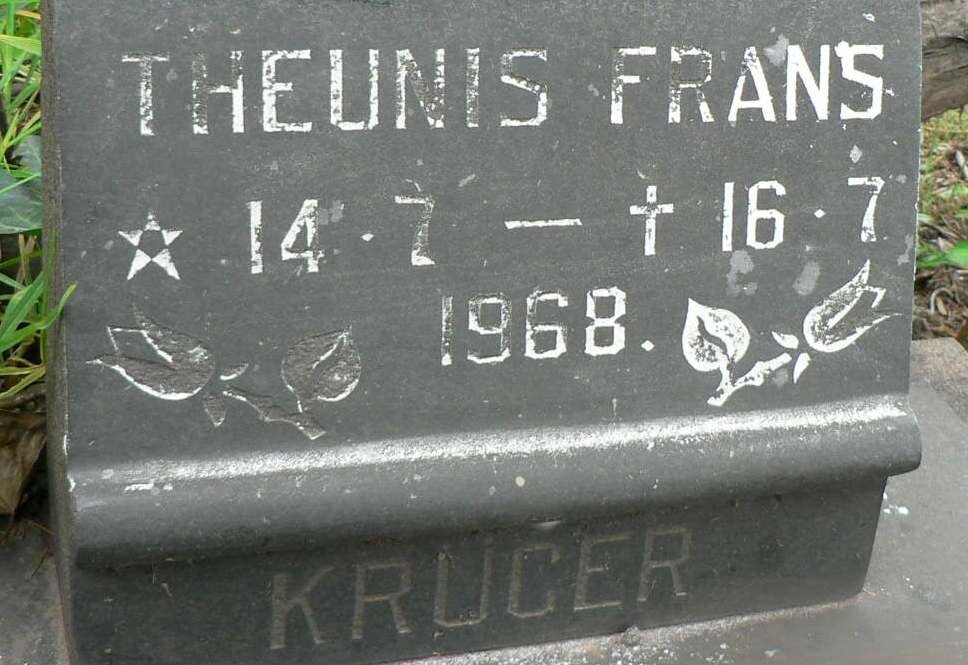 THEUNIS FRANS
★ 14·7 — † 16·7
1968.
KRUGER